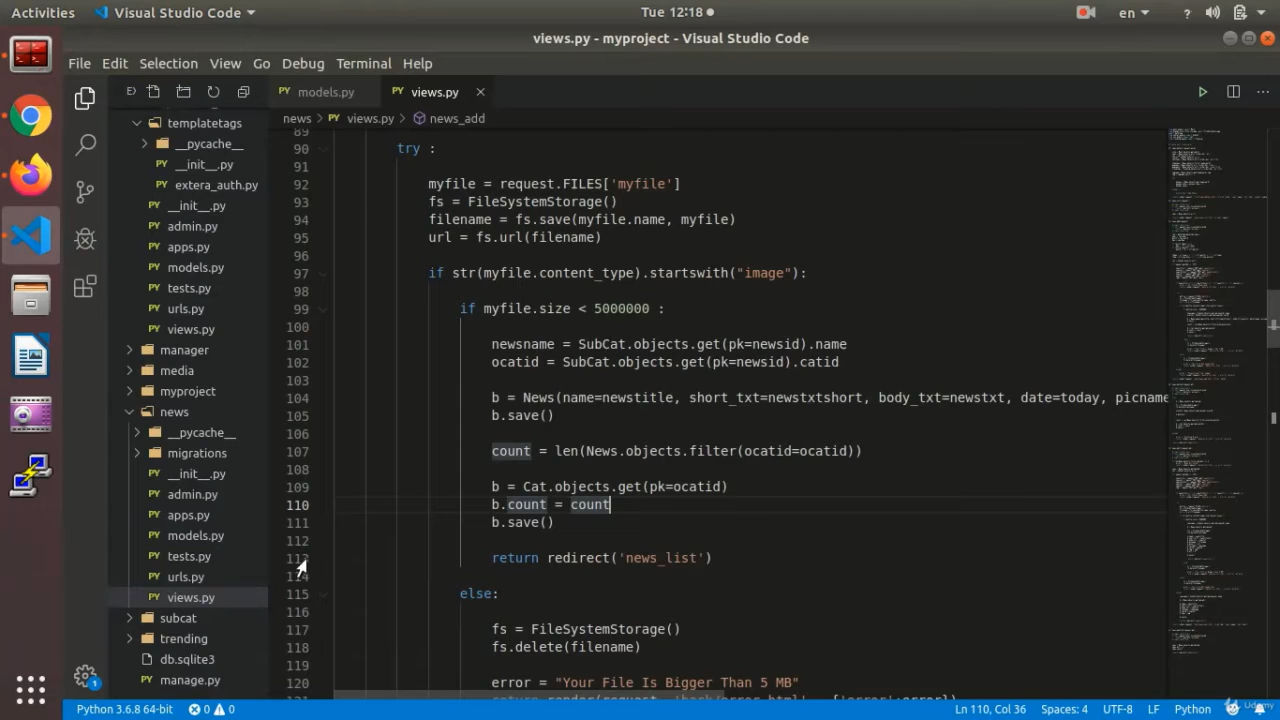 Activities
Visual Studio Code
Tue 12:18
en
?
views.py - myproject - Visual Studio Code
File Edit Selection View Go Debug Terminal Help
models.py
views.py
news > views.py > news_add
templatetags
__pycache__
__init__.py
extera_auth.py
__init__.py
admin.py
apps.py
models.py
tests.py
urls.py
views.py
manager
media
myproject
news
__pycache__
migrations
__init__.py
admin.py
apps.py
models.py
tests.py
urls.py
views.py
subcat
trending
db.sqlite3
manage.py
89
90 try :
91
92 myfile = request.FILES['myfile']
93 fs = FileSystemStorage()
94 filename = fs.save(myfile.name, myfile)
95 url = fs.url(filename)
96
97 if str(myfile.content_type).startswith("image"):
98
99 if myfile.size < 5000000 :
100
101 newsname = SubCat.objects.get(pk=newsid).name
102 ocatid = SubCat.objects.get(pk=newsid).catid
103
104 b = News(name=newstitle, short_txt=newstxtshort, body_txt=newstxt, date=today, picname
105 b.save()
106
107 count = len(News.objects.filter(ocatid=ocatid))
108
109 b = Cat.objects.get(pk=ocatid)
110 b.count = count
111 b.save()
112
113 return redirect('news_list')
114
115 else:
116
117 fs = FileSystemStorage()
118 fs.delete(filename)
119
120 error = "Your File Is Bigger Than 5 MB"
1
Python 3.6.8 64-bit
0
0
Ln 110, Col 36
Spaces: 4
UTF-8
LF
Python
Udemy